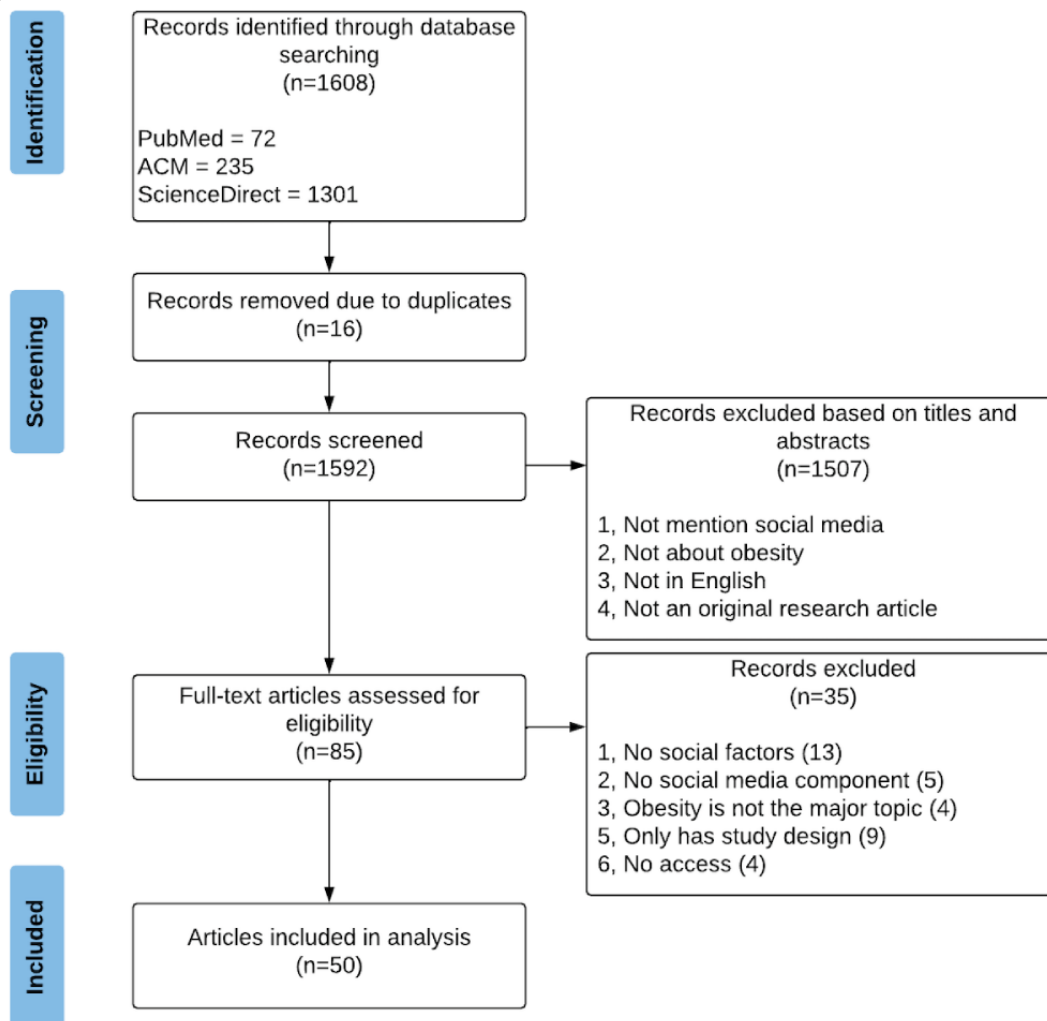 Identification
Records identified through database
searching
(n=1608)
PubMed = 72
ACM = 235
ScienceDirect = 1301
Screening
Records removed due to duplicates
(n=16)
Records screened
(n=1592)
Records excluded based on titles and
abstracts
(n=1507)
1, Not mention social media
2, Not about obesity
3, Not in English
4, Not an original research article
Eligibility
Full-text articles assessed for
eligibility
(n=85)
Records excluded
(n=35)
1, No social factors (13)
2, No social media component (5)
3, Obesity is not the major topic (4)
5, Only has study design (9)
6, No access (4)
Included
Articles included in analysis
(n=50)